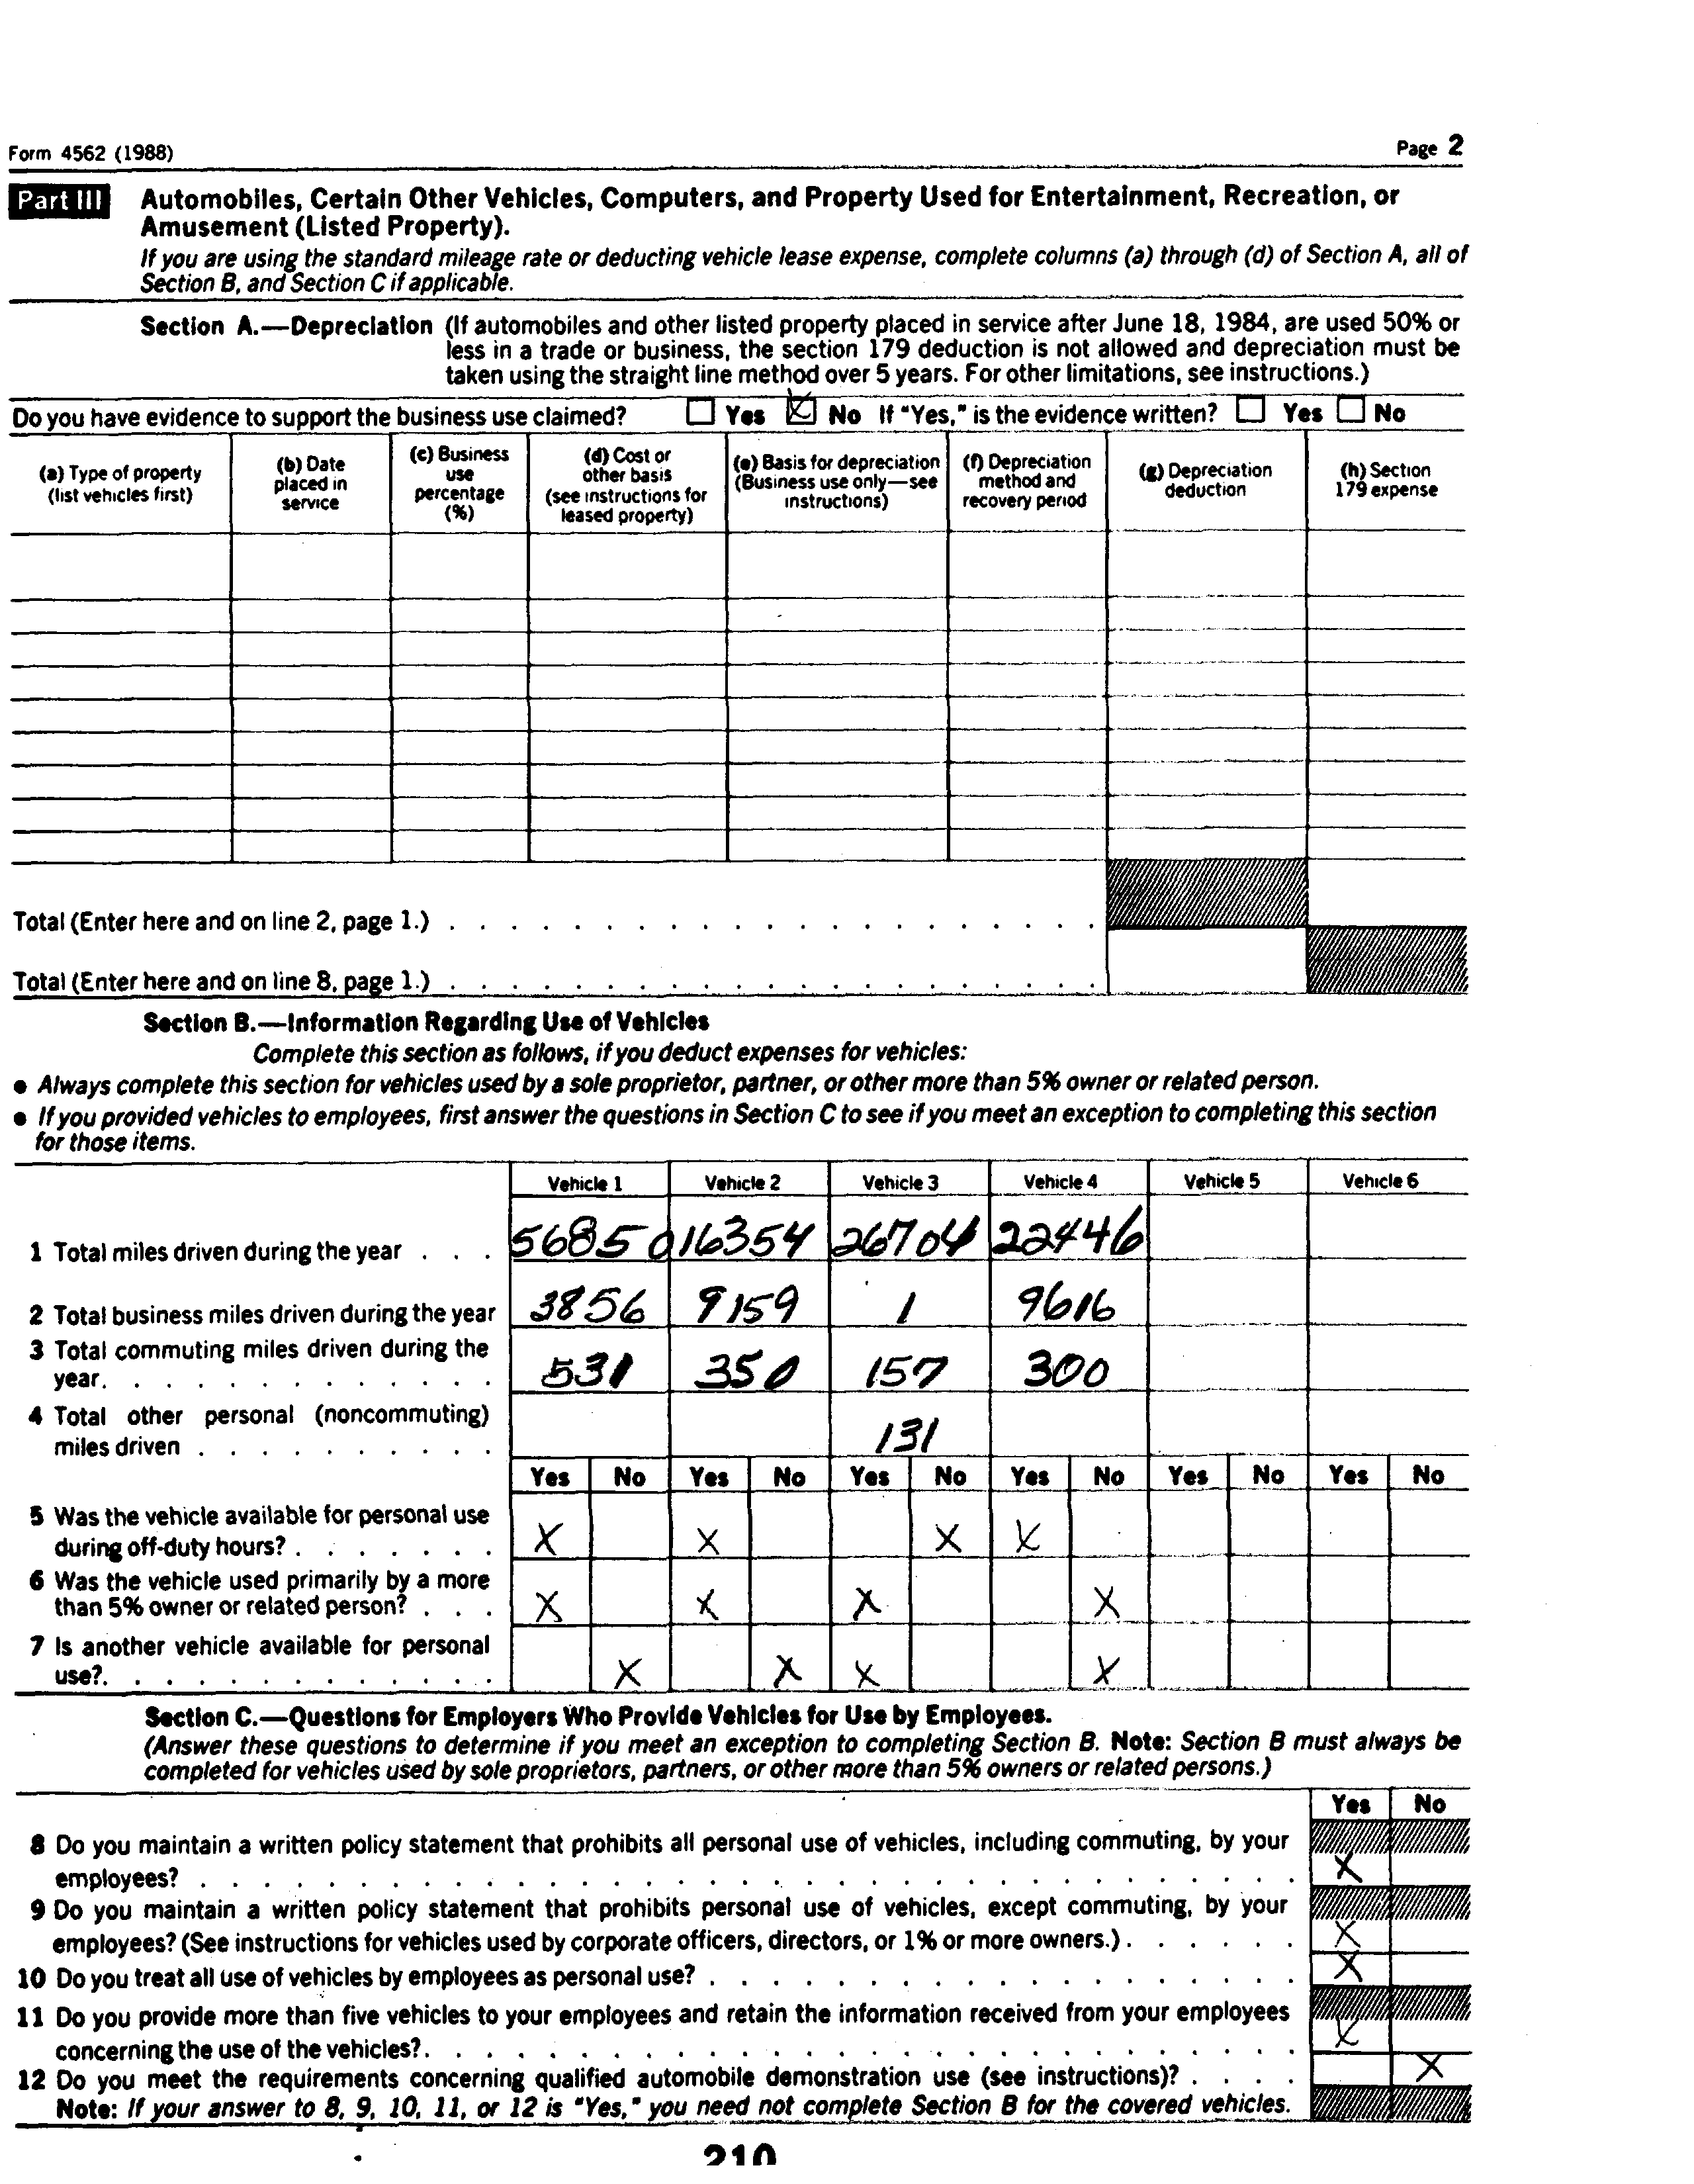 Form 4562 (1988)
Page 2
Part III Automobiles, Certain Other Vehicles, Computers, and Property Used for Entertainment, Recreation, or
Amusement (Listed Property).
If you are using the standard mileage rate or deducting vehicle lease expense, complete columns (a) through (d) of Section A, all of
Section B, and Section C if applicable.
Section A.—Depreciation (If automobiles and other listed property placed in service after June 18, 1984, are used 50% or
less in a trade or business, the section 179 deduction is not allowed and depreciation must be
taken using the straight line method over 5 years. For other limitations, see instructions.)
Do you have evidence to support the business use claimed? Yes X No If "Yes," is the evidence written? Yes No
(a) Type of property
(list vehicles first)
(b) Date
placed in
service
(c) Business
use
percentage
(%)
(d) Cost or
other basis
(see instructions for
leased property)
(e) Basis for depreciation
(Business use only—see
instructions)
(f) Depreciation
method and
recovery period
(g) Depreciation
deduction
(h) Section
179 expense
Total (Enter here and on line 2, page 1.) . . . . . . . . . . . . . . . . . . . . .
Total (Enter here and on line 8, page 1.) . . . . . . . . . . . . . . . . . . . . .
Section B.—Information Regarding Use of Vehicles
Complete this section as follows, if you deduct expenses for vehicles:
● Always complete this section for vehicles used by a sole proprietor, partner, or other more than 5% owner or related person.
● If you provided vehicles to employees, first answer the questions in Section C to see if you meet an exception to completing this section
for those items.
Vehicle 1 Vehicle 2 Vehicle 3 Vehicle 4 Vehicle 5 Vehicle 6
1 Total miles driven during the year . . . 56850 16354 26704 22446
2 Total business miles driven during the year 3856 9159 1 9616
3 Total commuting miles driven during the
year. . . . . . . . . . . . . . 531 350 157 300
4 Total other personal (noncommuting)
miles driven . . . . . . . . . . 131
Yes No Yes No Yes No Yes No Yes No Yes No
5 Was the vehicle available for personal use
during off-duty hours? . . . . . . . X X X X
6 Was the vehicle used primarily by a more
than 5% owner or related person? . . . X X X X
7 Is another vehicle available for personal
use?. . . . . . . . . . . . . X X X X
Section C.—Questions for Employers Who Provide Vehicles for Use by Employees.
(Answer these questions to determine if you meet an exception to completing Section B. Note: Section B must always be
completed for vehicles used by sole proprietors, partners, or other more than 5% owners or related persons.)
Yes No
8 Do you maintain a written policy statement that prohibits all personal use of vehicles, including commuting, by your
employees? . . . . . . . . . . . . . . . . . . . . . . . . . . . . . . . . . . . X
9 Do you maintain a written policy statement that prohibits personal use of vehicles, except commuting, by your
employees? (See instructions for vehicles used by corporate officers, directors, or 1% or more owners.) . . . . . . X
10 Do you treat all use of vehicles by employees as personal use? . . . . . . . . . . . . . . . . . . . X
11 Do you provide more than five vehicles to your employees and retain the information received from your employees
concerning the use of the vehicles?. . . . . . . . . . . . . . . . . . . . . . . . . . . . X
12 Do you meet the requirements concerning qualified automobile demonstration use (see instructions)? . . . . X
Note: If your answer to 8, 9, 10, 11, or 12 is "Yes," you need not complete Section B for the covered vehicles.
210